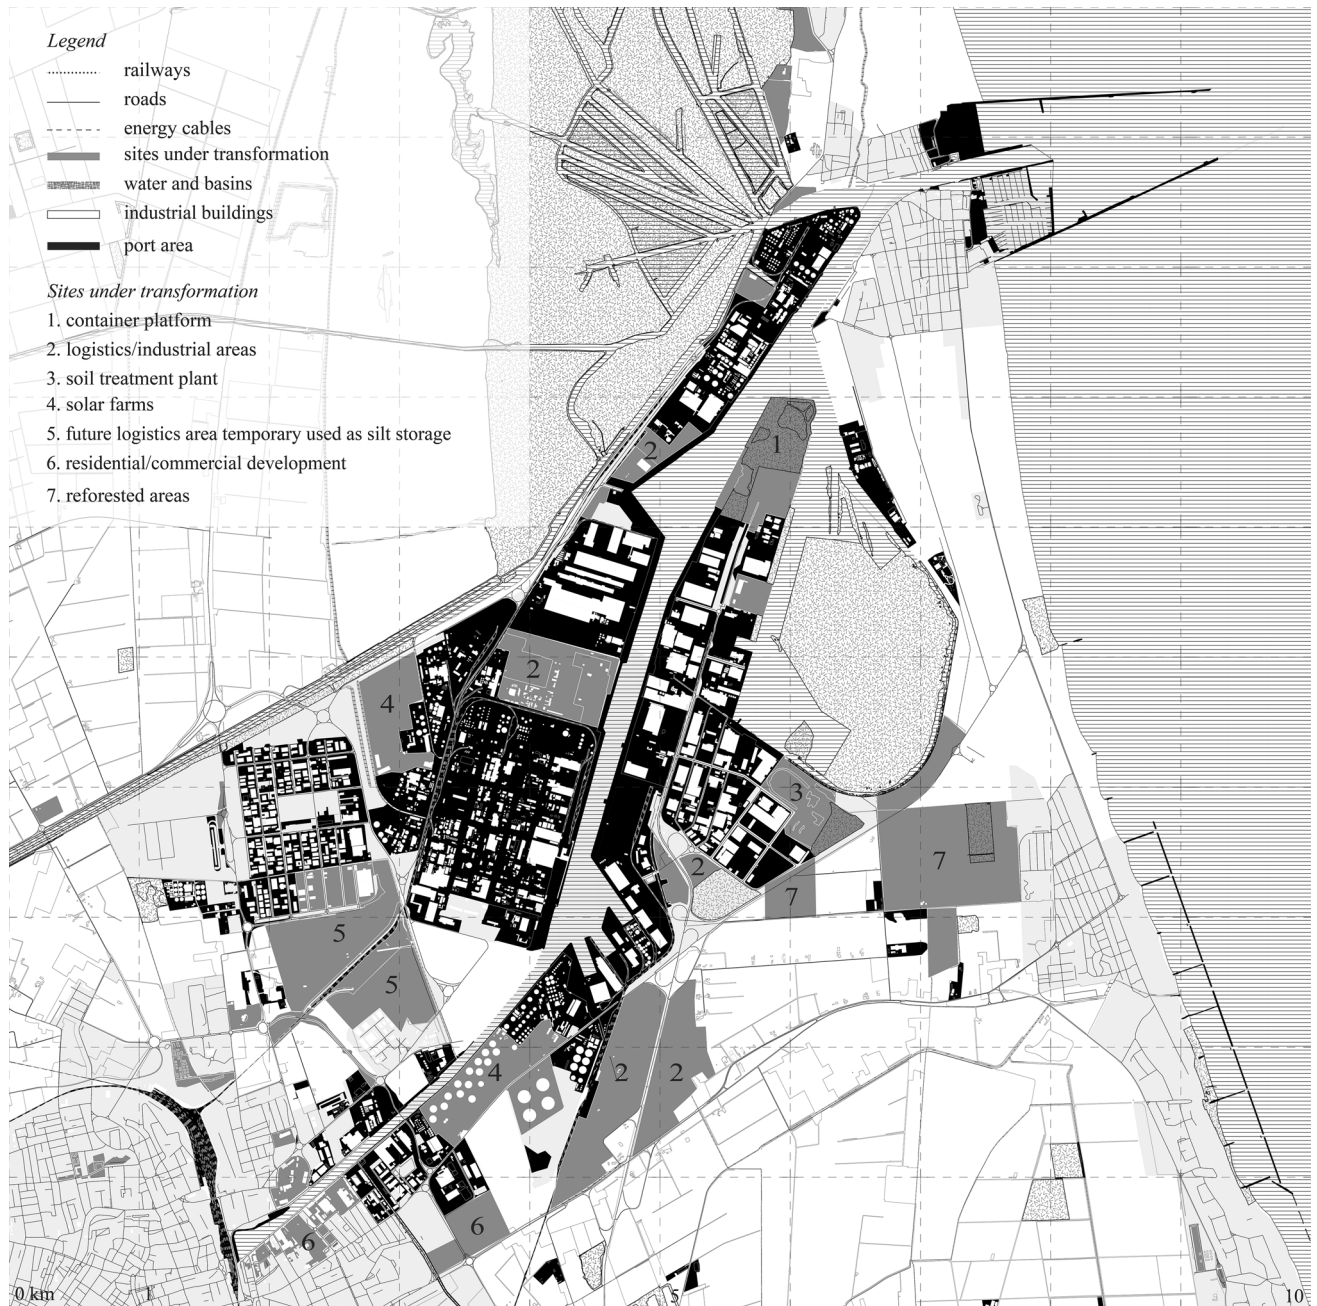 Legend
railways
roads
energy cables
sites under transformation
water and basins
industrial buildings
port area
Sites under transformation
1. container platform
2. logistics/industrial areas
3. soil treatment plant
4. solar farms
5. future logistics area temporary used as silt storage
6. residential/commercial development
7. reforested areas
2
1
2
4
3
2
7
7
5
5
4
2
2
6
6
0 km
1
5
10